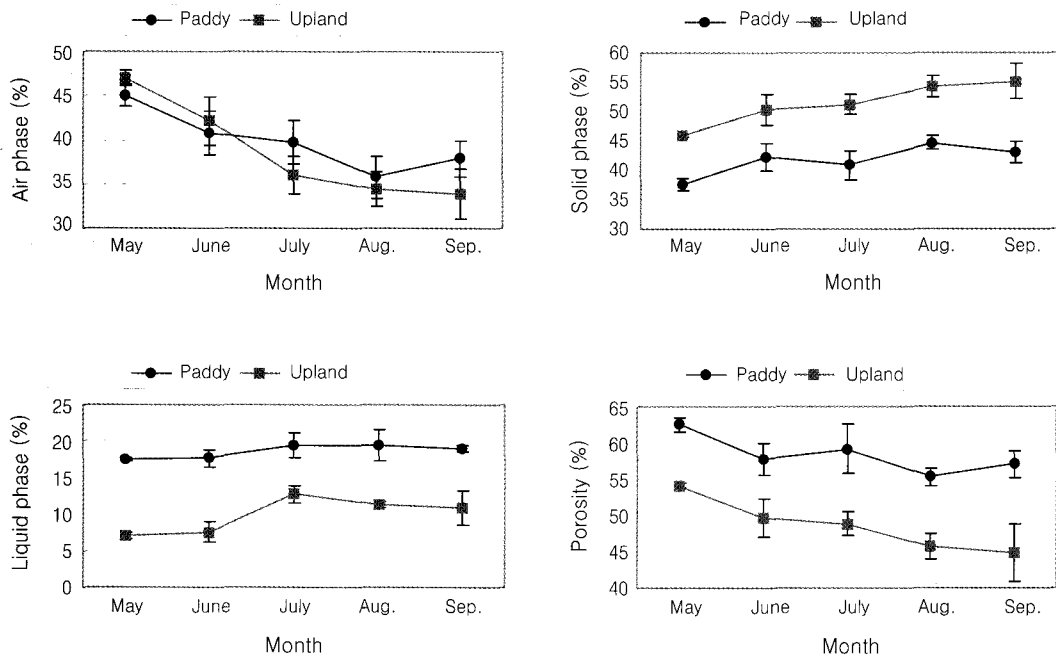 Paddy Upland
Air phase (%)
50
45
40
35
30
May June July Aug. Sep.
Month
Paddy Upland
Solid phase (%)
60
55
50
45
40
35
30
May June July Aug. Sep.
Month
Paddy Upland
Liquid phase (%)
25
20
15
10
5
0
May June July Aug. Sep.
Month
Paddy Upland
Porosity (%)
65
60
55
50
45
40
May June July Aug. Sep.
Month